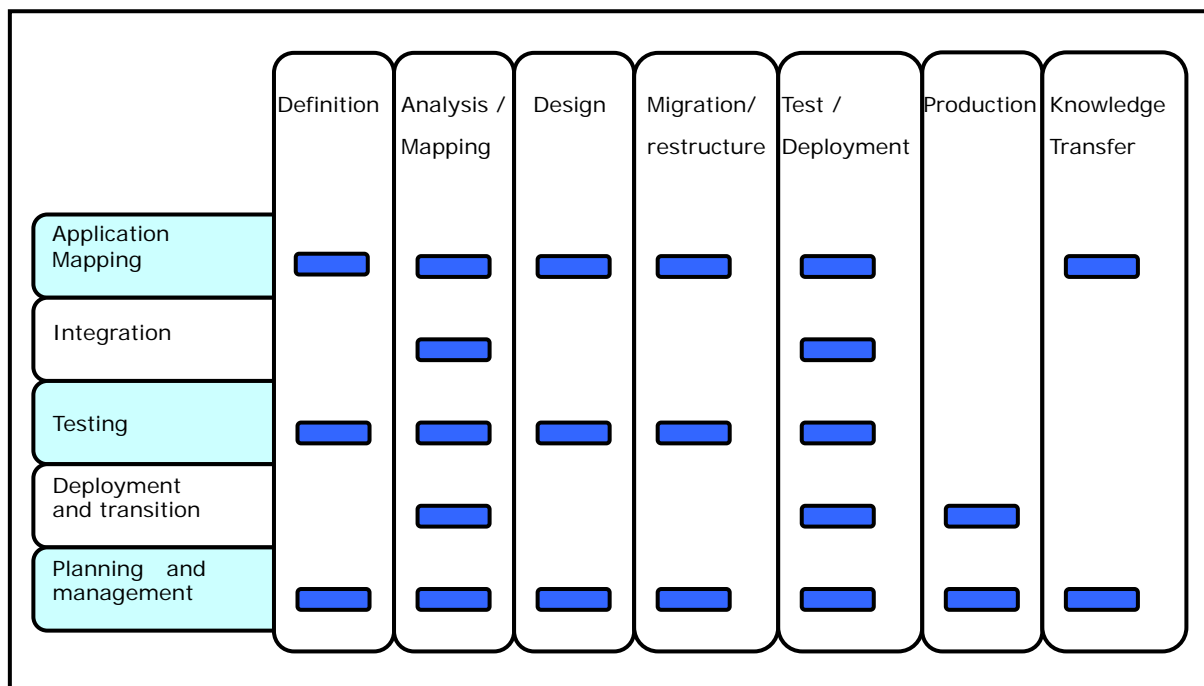 Definition
Analysis /
Mapping
Design
Migration/
restructure
Test /
Deployment
Production
Knowledge
Transfer
Application
Mapping
Integration
Testing
Deployment
and transition
Planning and
management